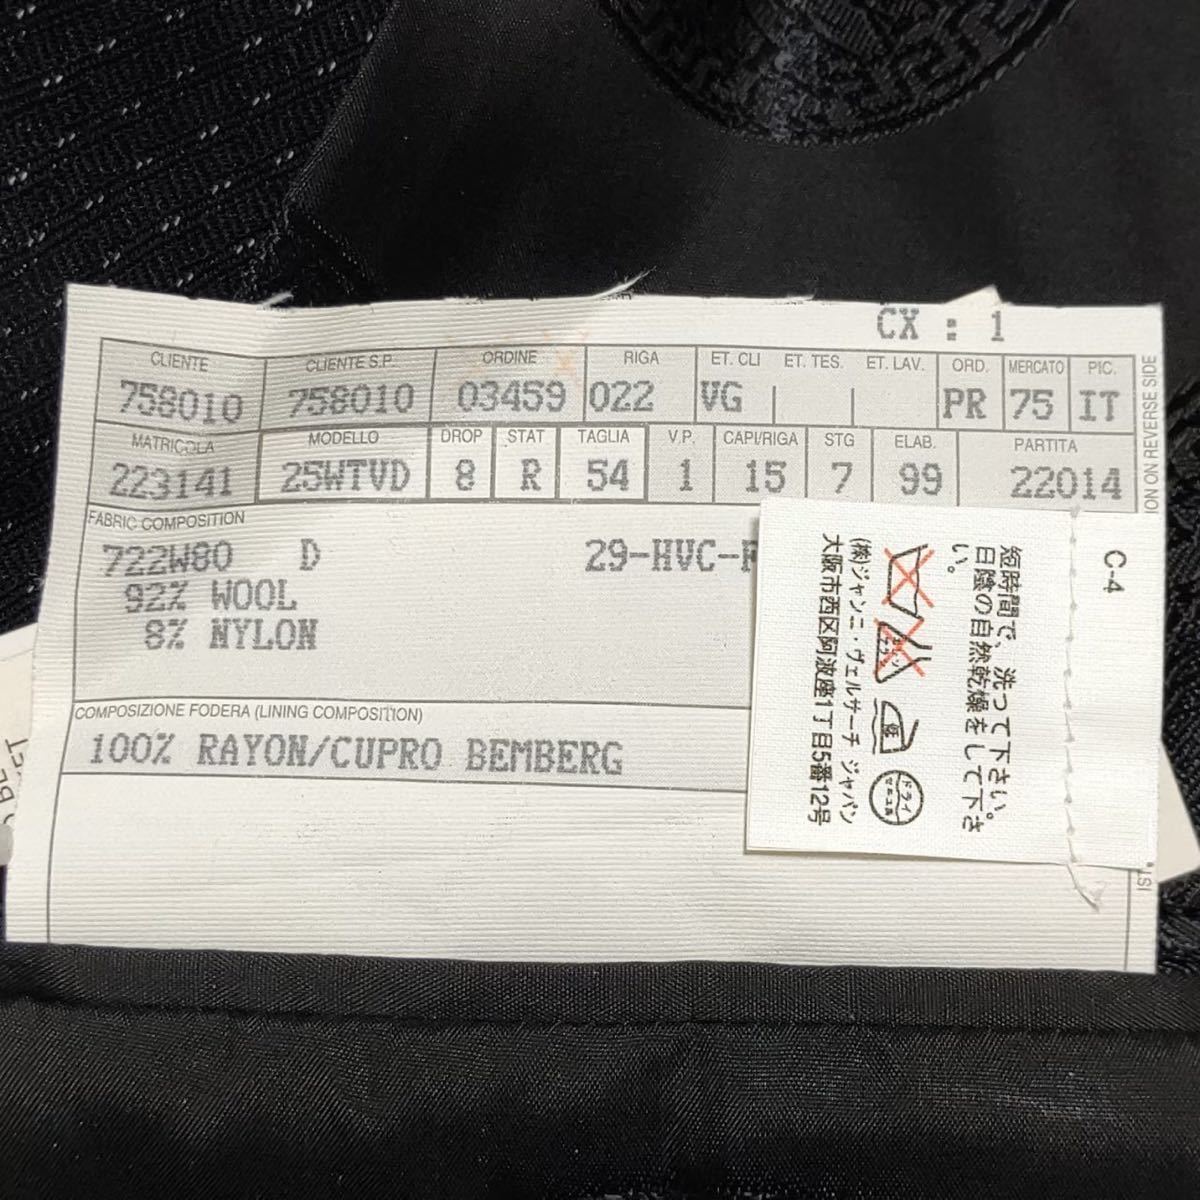 CX : 1
CLIENTE CLIENTE S.P. ORDINE RIGA ET. CLI ET. TES. ET. LAV. ORD. MERCATO PIC.
758010 758010 03459 022 VG PR 75 IT
MATRICOLA MODELLO DROP STAT TAGLIA V.P. CAPI/RIGA STG ELAB. PARTITA
223141 25WTVD 8 R 54 1 15 7 99 22014
FABRIC COMPOSITION
722W80 D 29-HVC-
92% WOOL
8% NYLON
COMPOSIZIONE FODERA (LINING COMPOSITION)
100% RAYON/CUPRO BEMBERG
ION ON REVERSE SIDE
IST.
C-4
短時間で、洗って下さい。
日陰の自然乾燥をして下さ
い。
ドライ
(株)ジャンニ・ヴェルサーチ ジャパン
大阪市西区阿波座1丁目5番12号